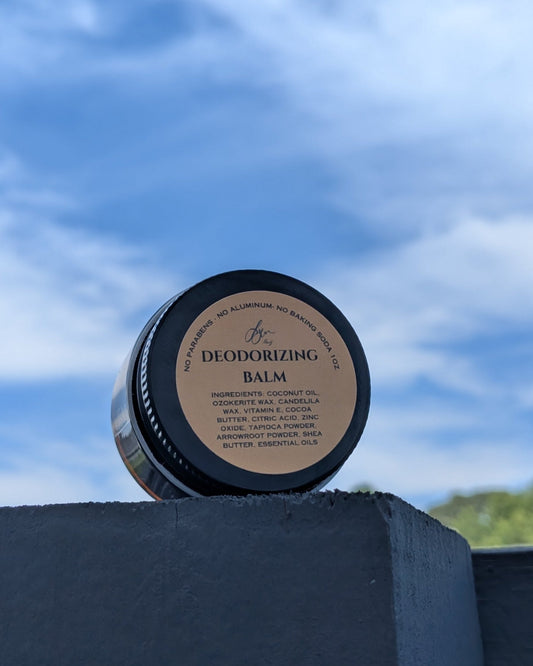 NO PARABENS - NO ALUMINUM- NO BAKING SODA 1OZ
DEODORIZING
BALM
INGREDIENTS: COCONUT OIL,
OZOKERITE WAX, CANDELILA
WAX, VITAMIN E, COCOA
BUTTER, CITRIC ACID, ZINC
OXIDE, TAPIOCA POWDER,
ARROWROOT POWDER, SHEA
BUTTER, ESSENTIAL OILS